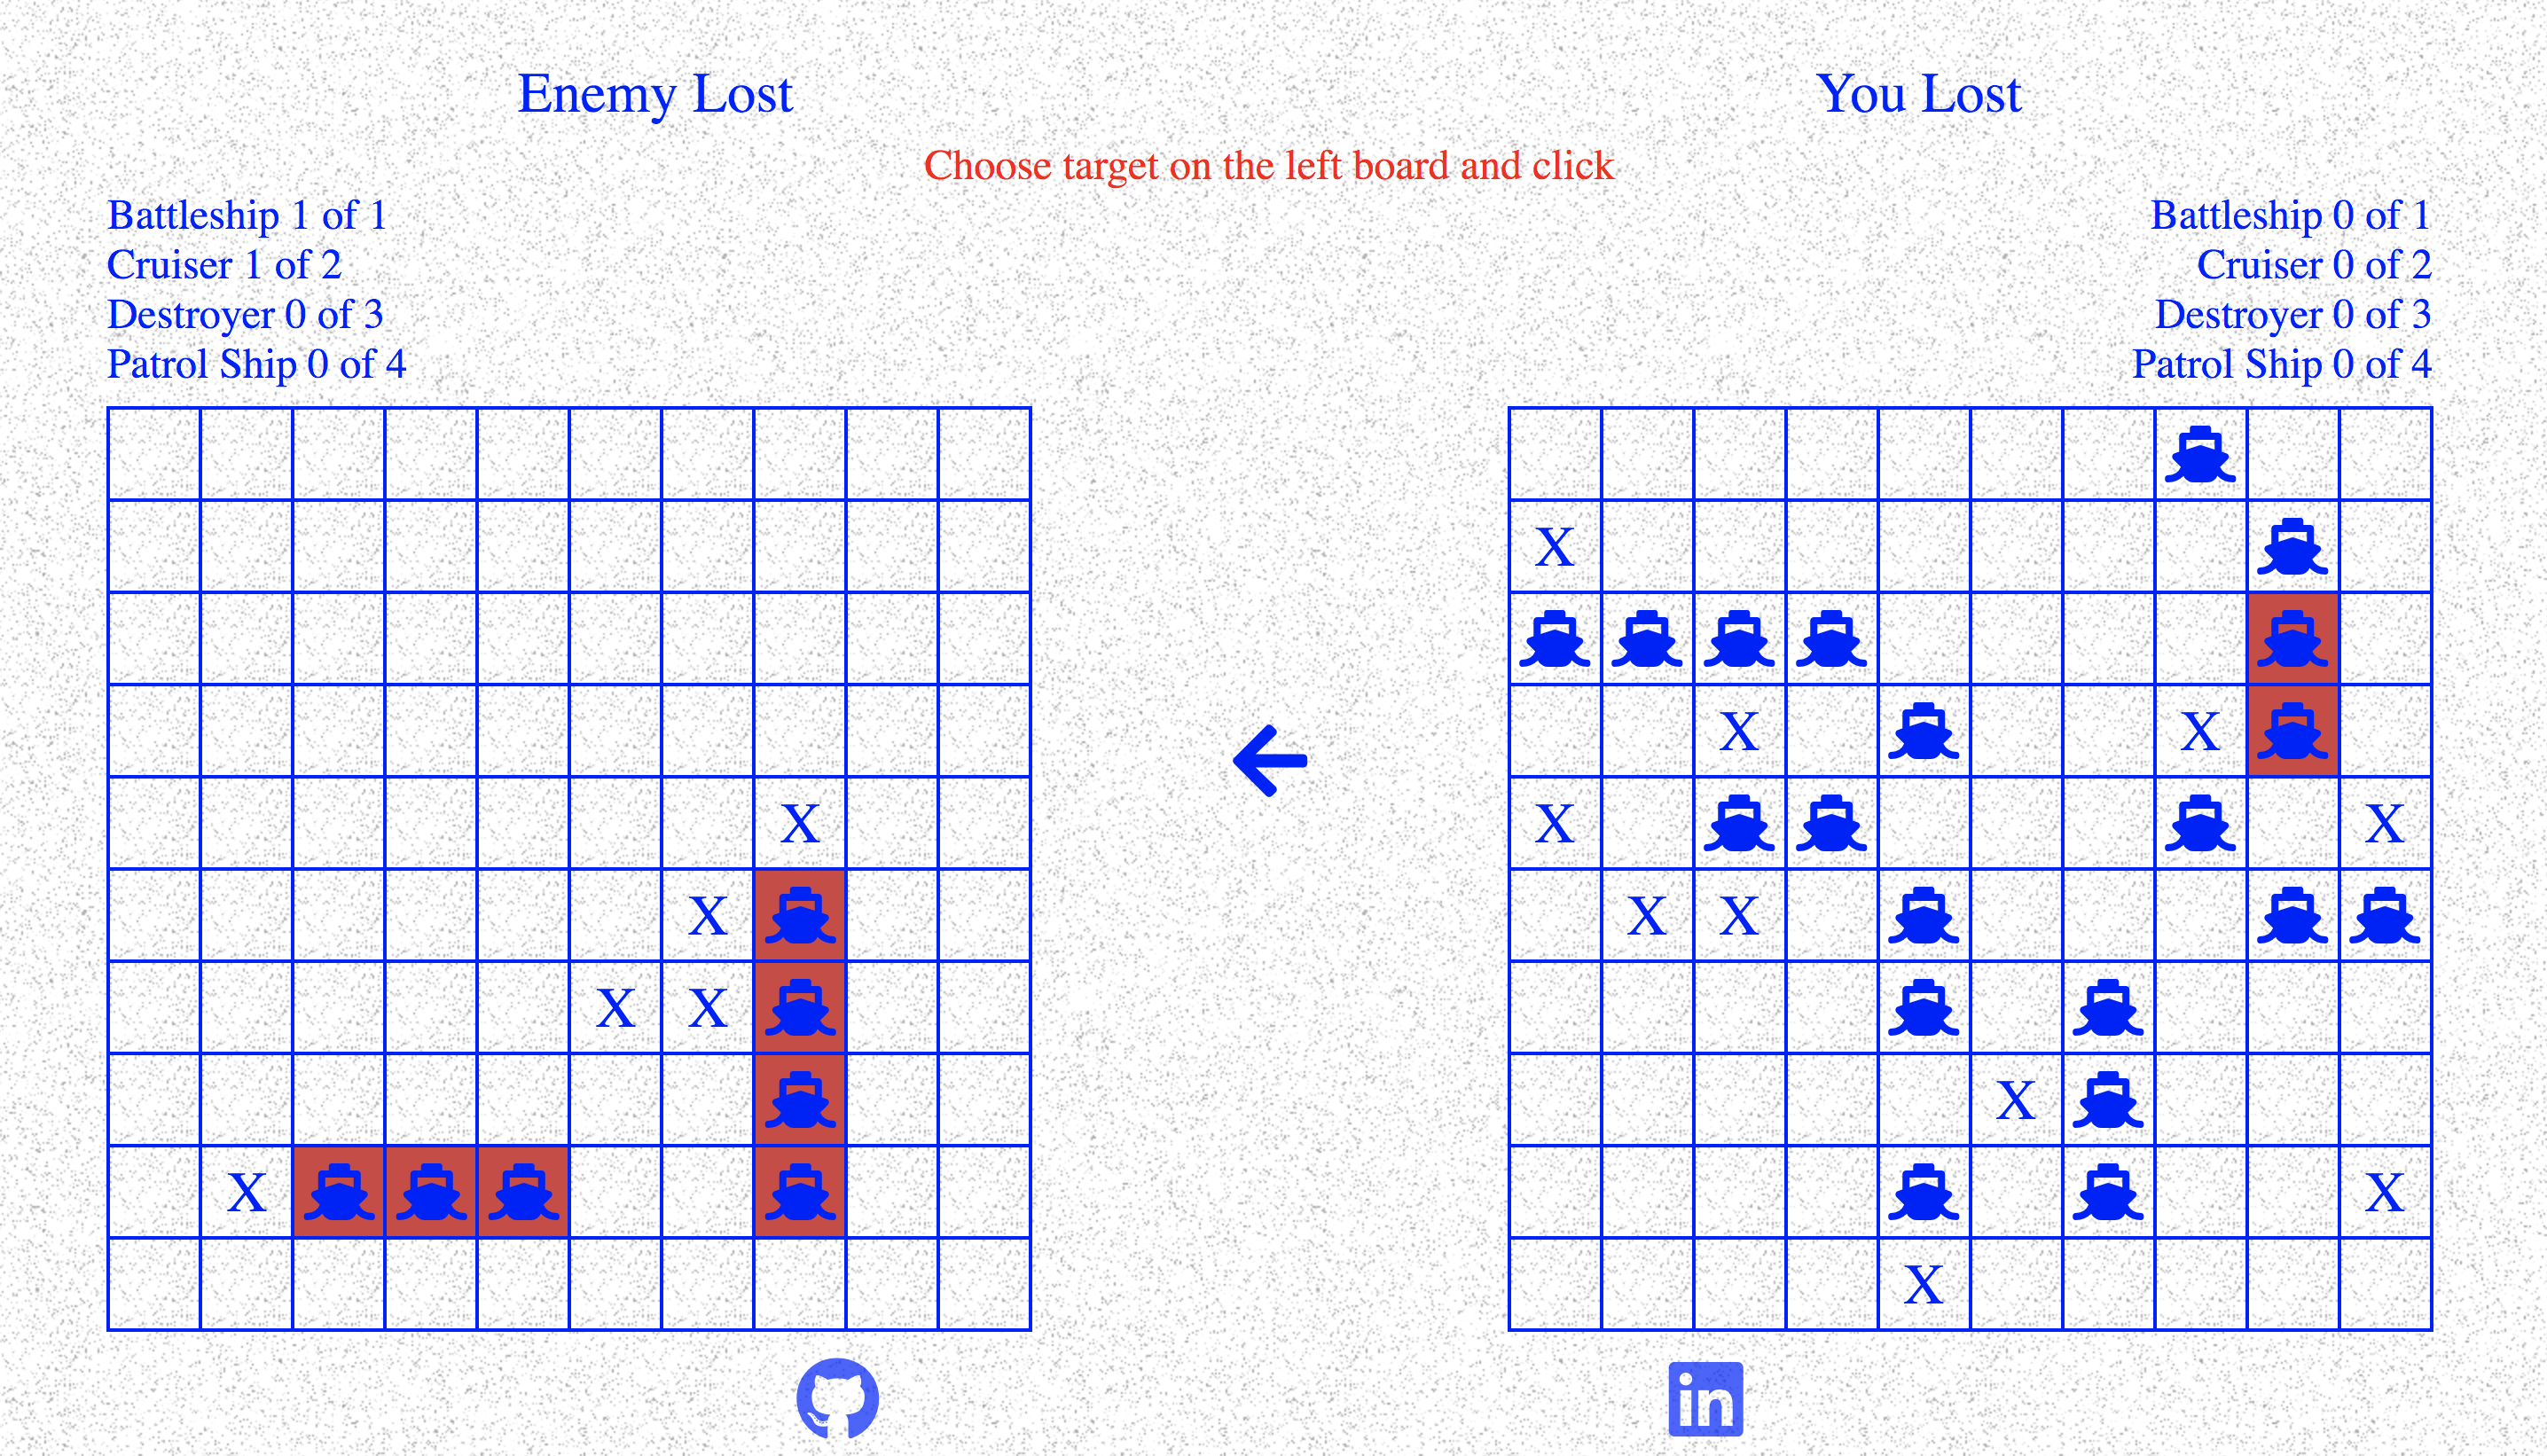 Enemy Lost
You Lost
Choose target on the left board and click
Battleship 1 of 1
Cruiser 1 of 2
Destroyer 0 of 3
Patrol Ship 0 of 4
Battleship 0 of 1
Cruiser 0 of 2
Destroyer 0 of 3
Patrol Ship 0 of 4
X
X
X X
X
X
X X
X X
X X
X X
X
X
X
X
in